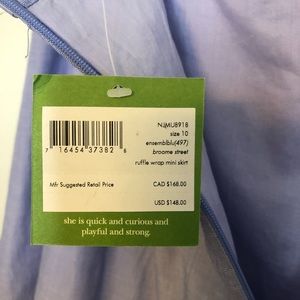 NJMU8918
size 10
ensemblblu(497)
broome street
ruffle wrap mini skirt
7 16454 37382 6
Mfr Suggested Retail Price
CAD $168.00
USD $148.00
she is quick and curious and
playful and strong.